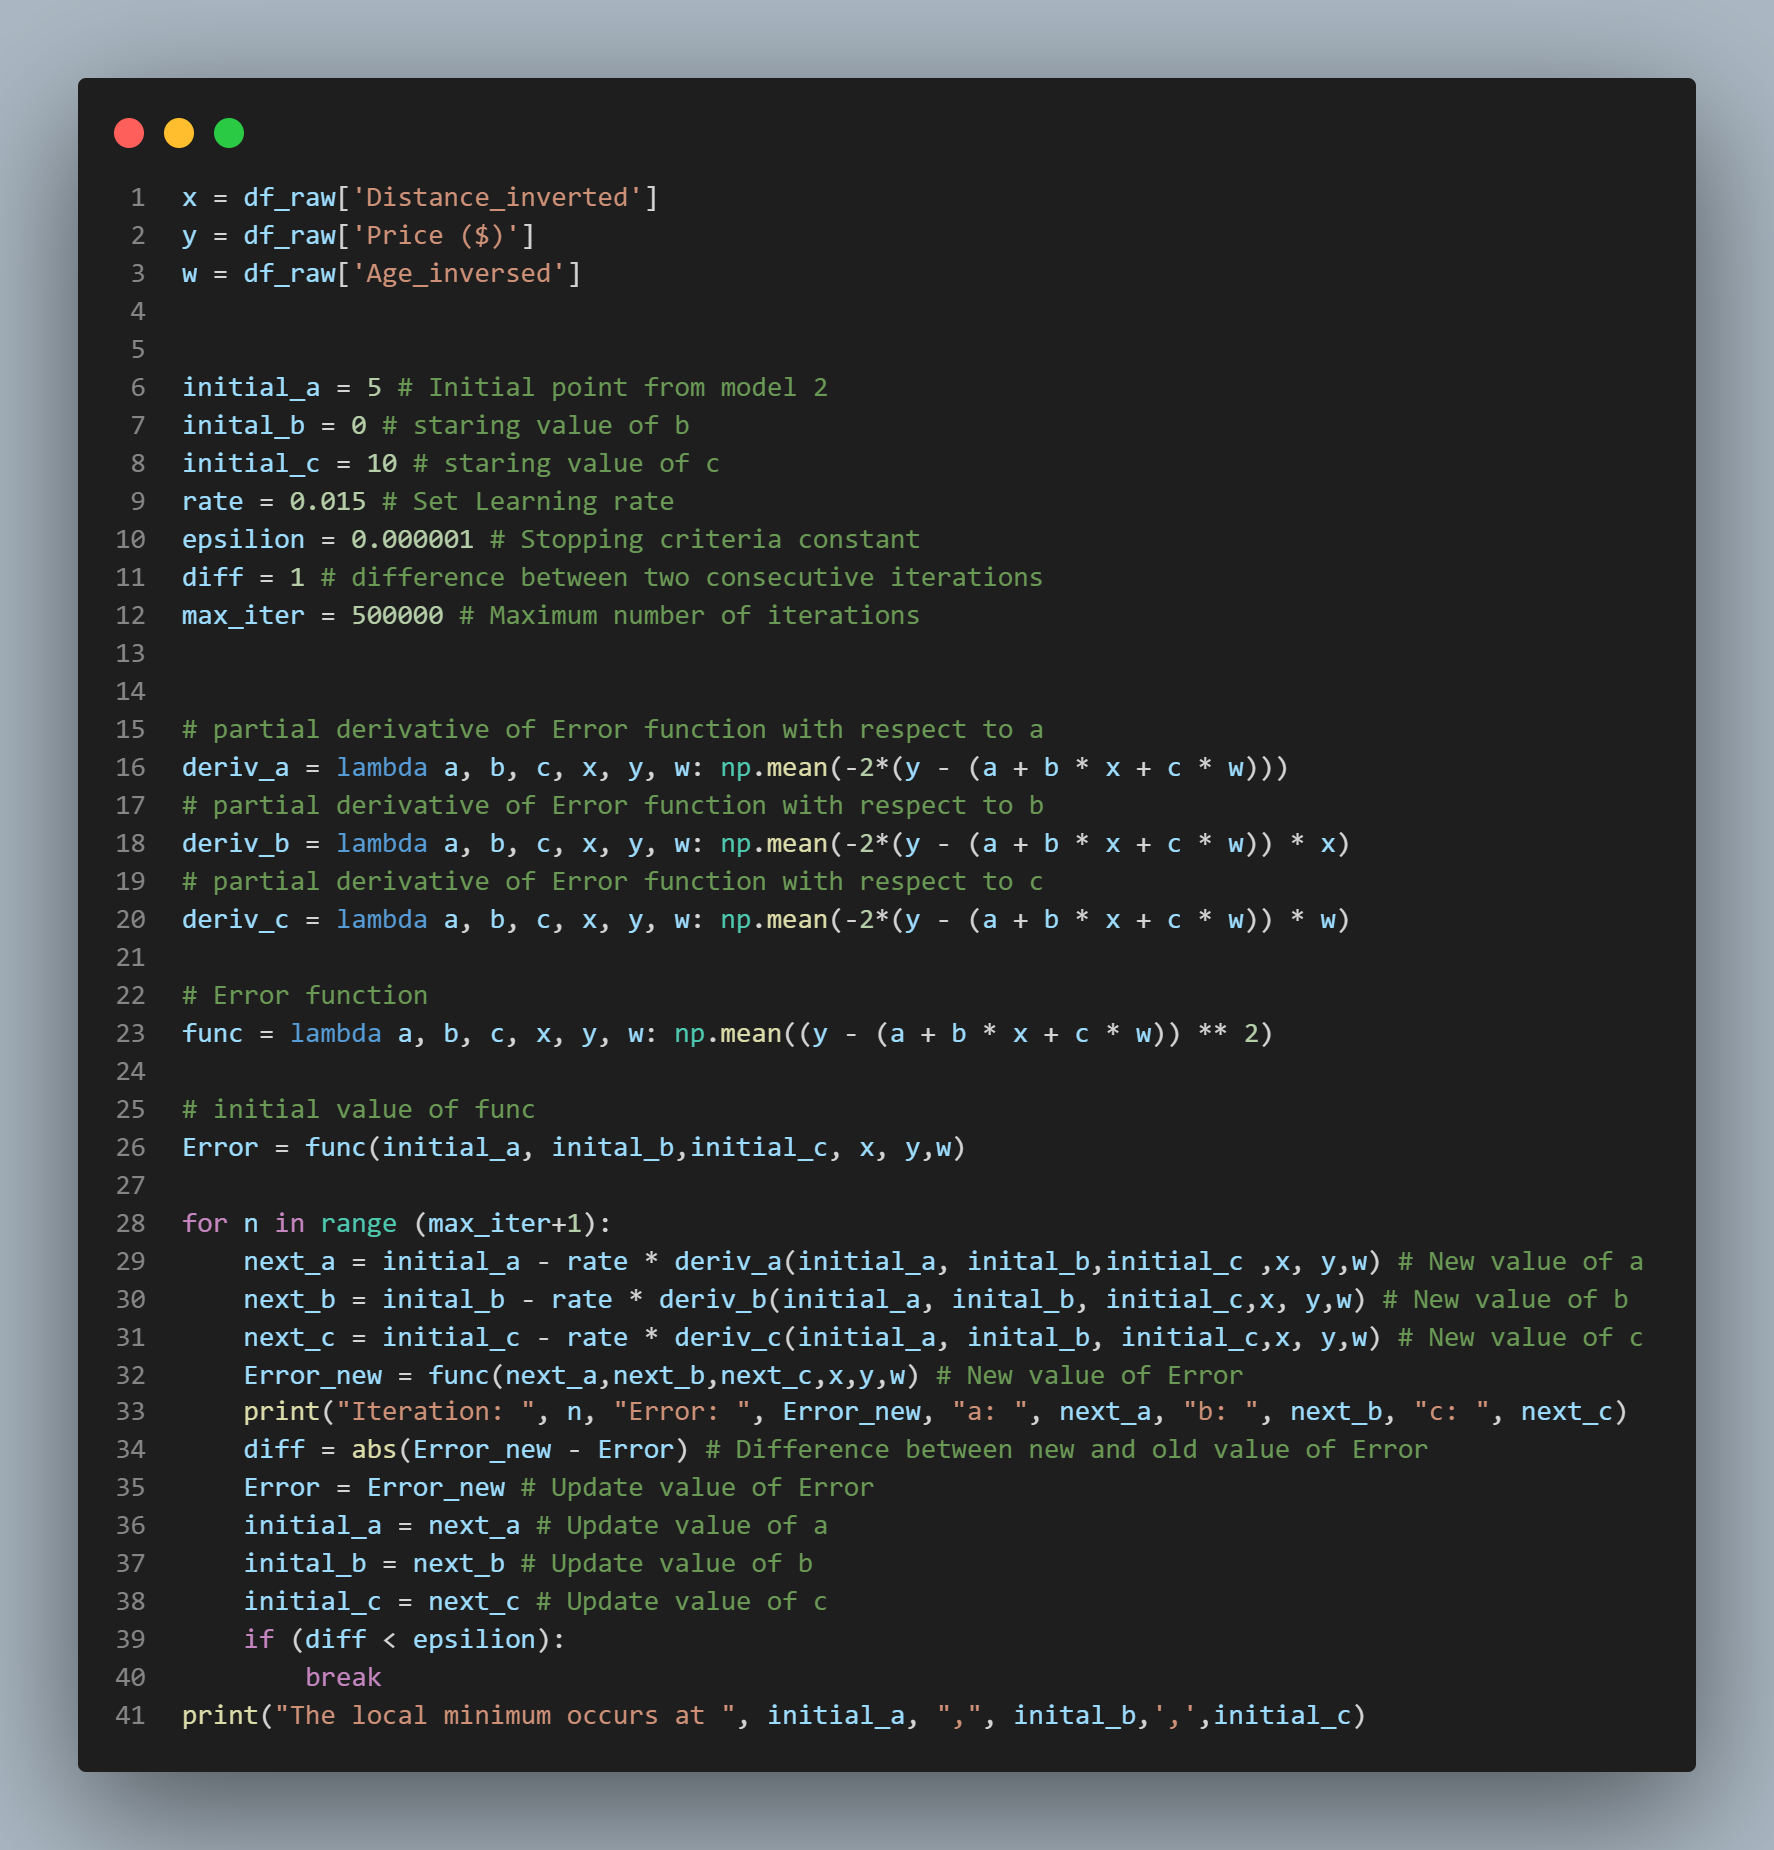 1 x = df_raw['Distance_inverted']
2 y = df_raw['Price ($)']
3 w = df_raw['Age_inversed']
4
5
6 initial_a = 5 # Initial point from model 2
7 inital_b = 0 # staring value of b
8 initial_c = 10 # staring value of c
9 rate = 0.015 # Set Learning rate
10 epsilion = 0.000001 # Stopping criteria constant
11 diff = 1 # difference between two consecutive iterations
12 max_iter = 500000 # Maximum number of iterations
13
14
15 # partial derivative of Error function with respect to a
16 deriv_a = lambda a, b, c, x, y, w: np.mean(-2*(y - (a + b * x + c * w)))
17 # partial derivative of Error function with respect to b
18 deriv_b = lambda a, b, c, x, y, w: np.mean(-2*(y - (a + b * x + c * w)) * x)
19 # partial derivative of Error function with respect to c
20 deriv_c = lambda a, b, c, x, y, w: np.mean(-2*(y - (a + b * x + c * w)) * w)
21
22 # Error function
23 func = lambda a, b, c, x, y, w: np.mean((y - (a + b * x + c * w)) ** 2)
24
25 # initial value of func
26 Error = func(initial_a, inital_b,initial_c, x, y,w)
27
28 for n in range (max_iter+1):
29     next_a = initial_a - rate * deriv_a(initial_a, inital_b,initial_c ,x, y,w) # New value of a
30     next_b = inital_b - rate * deriv_b(initial_a, inital_b, initial_c,x, y,w) # New value of b
31     next_c = initial_c - rate * deriv_c(initial_a, inital_b, initial_c,x, y,w) # New value of c
32     Error_new = func(next_a,next_b,next_c,x,y,w) # New value of Error
33     print("Iteration: ", n, "Error: ", Error_new, "a: ", next_a, "b: ", next_b, "c: ", next_c)
34     diff = abs(Error_new - Error) # Difference between new and old value of Error
35     Error = Error_new # Update value of Error
36     initial_a = next_a # Update value of a
37     inital_b = next_b # Update value of b
38     initial_c = next_c # Update value of c
39     if (diff < epsilion):
40         break
41 print("The local minimum occurs at ", initial_a, ",", inital_b,',',initial_c)